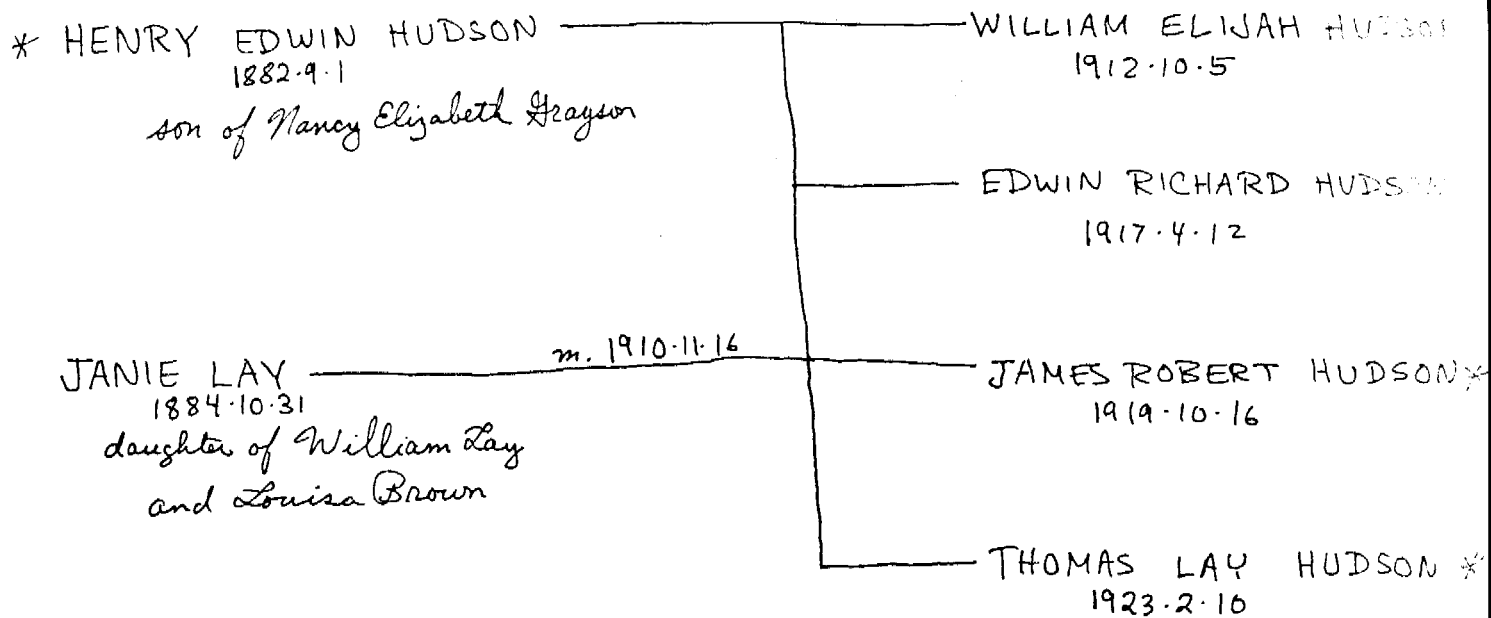 * HENRY EDWIN HUDSON
1882.9.1
son of Nancy Elizabeth Grayson
WILLIAM ELIJAH HUDSON
1912.10.5
EDWIN RICHARD HUDSON
1917.4.12
m. 1910.11.16
JANIE LAY
1884.10.31
daughter of William Lay
and Louisa Brown
JAMES ROBERT HUDSON *
1919.10.16
THOMAS LAY HUDSON *
1923.2.10